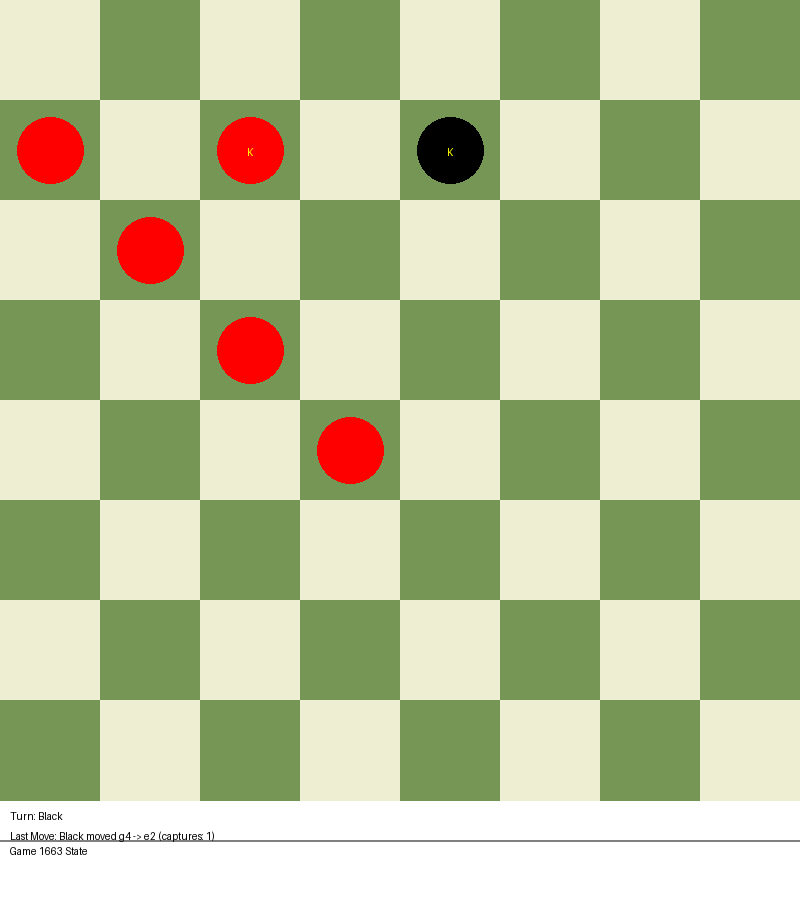 K
K
Turn: Black
Last Move: Black moved g4 -> e2 (captures: 1)
Game 1663 State